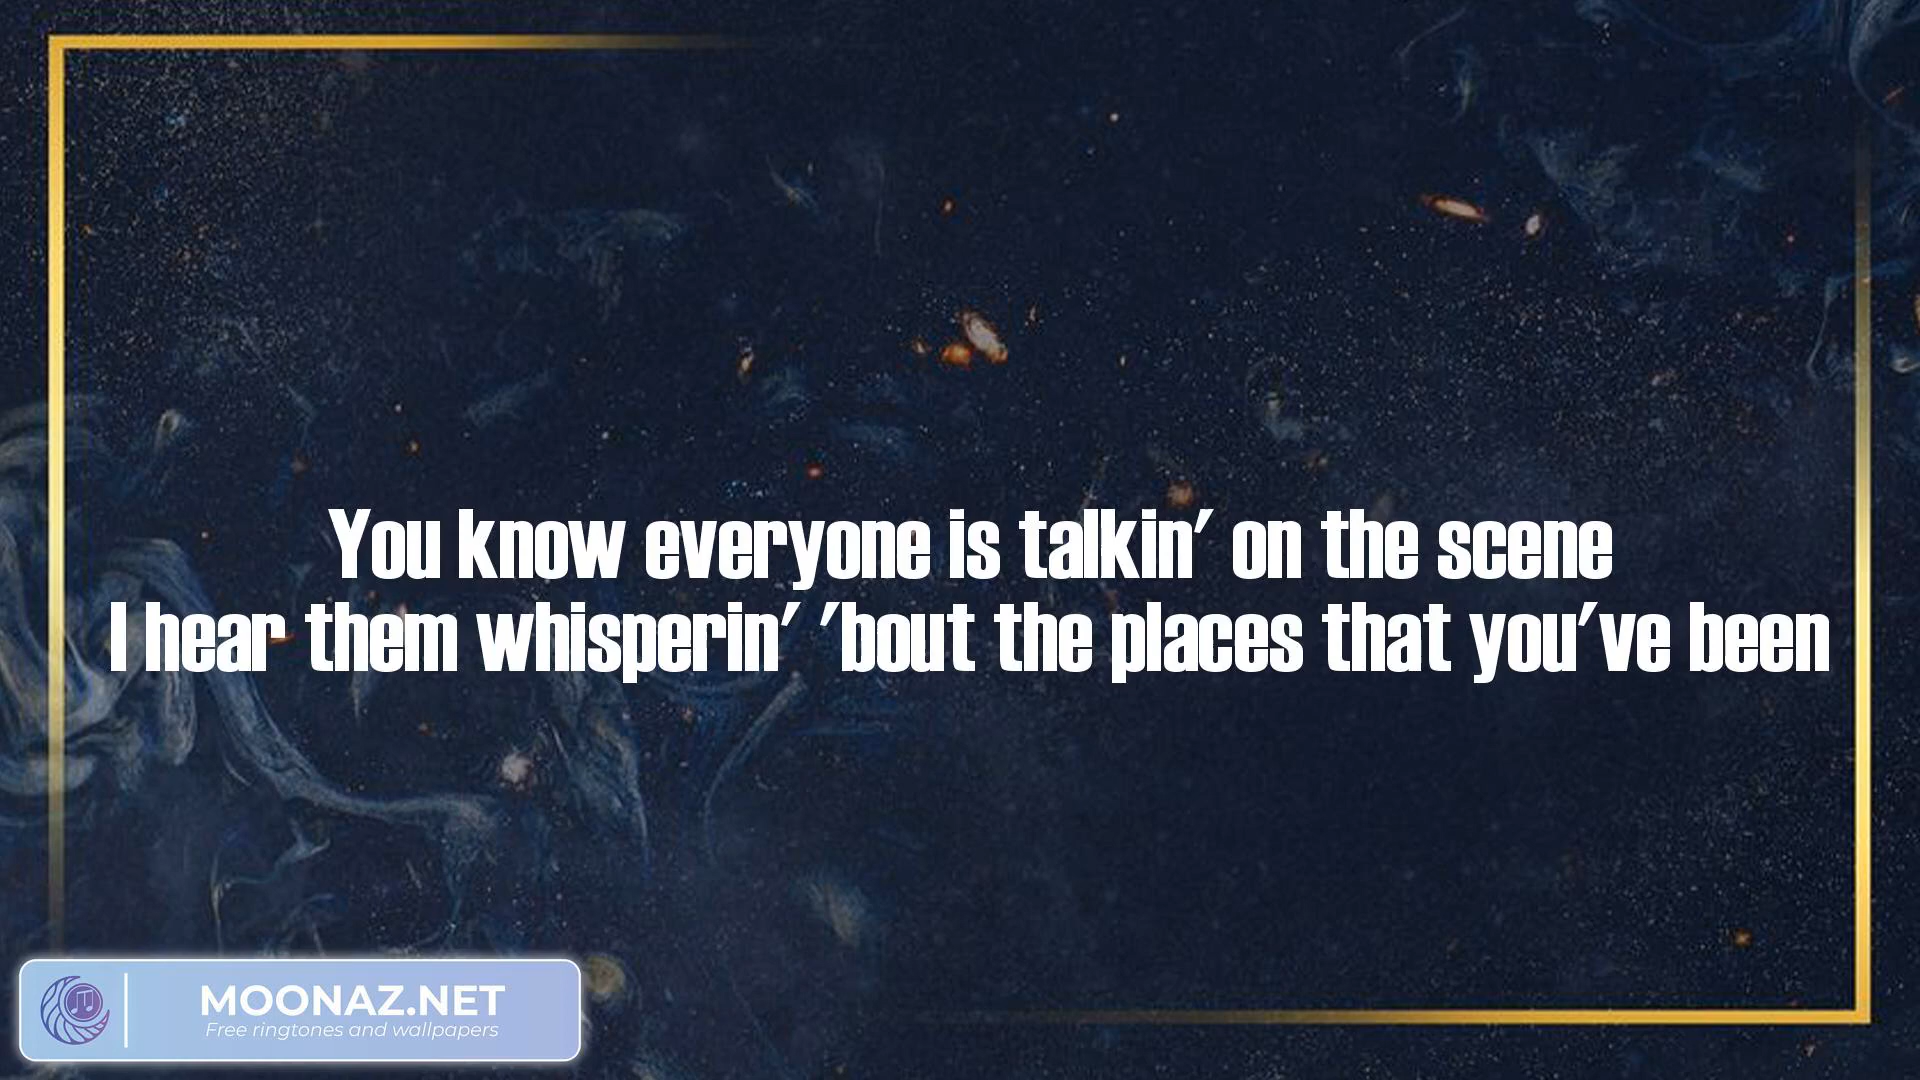 You know everyone is talkin' on the scene
I hear them whisperin' 'bout the places that you've been
MOONAZ.NET
Free ringtones and wallpapers